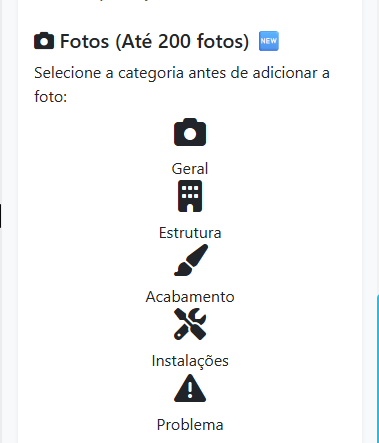 Fotos (Até 200 fotos) NEW
Selecione a categoria antes de adicionar a
foto:
Geral
Estrutura
Acabamento
Instalações
Problema